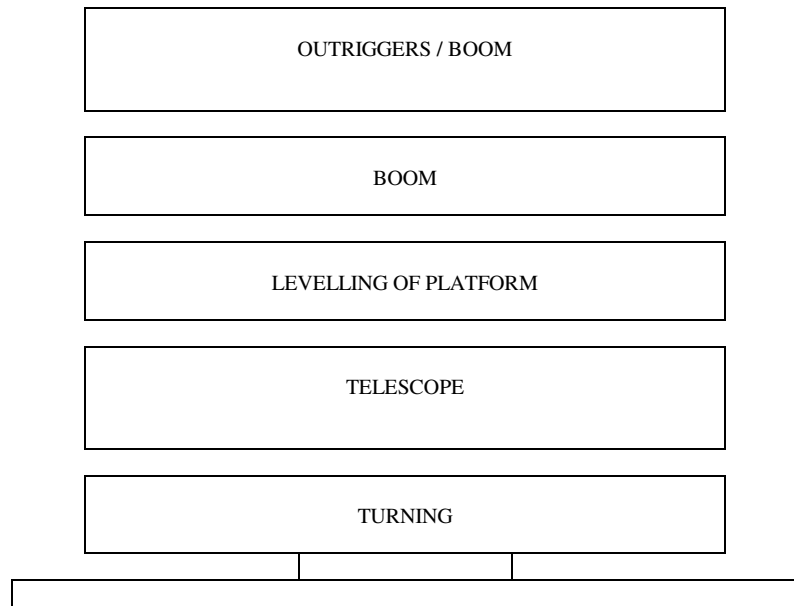 OUTRIGGERS / BOOM
BOOM
LEVELLING OF PLATFORM
TELESCOPE
TURNING